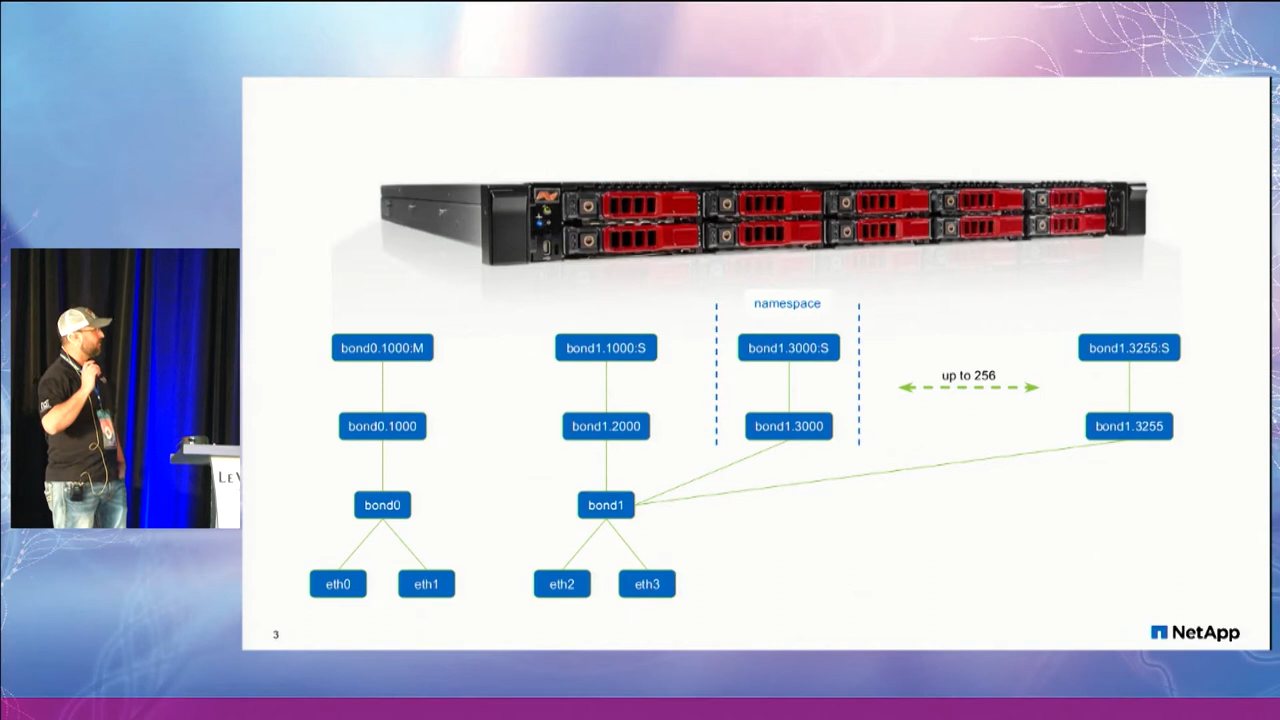 namespace
bond0.1000:M
bond1.1000:S
bond1.3000:S
bond1.3255:S
up to 256
bond0.1000
bond1.2000
bond1.3000
bond1.3255
bond0
bond1
eth0
eth1
eth2
eth3
3
NetApp